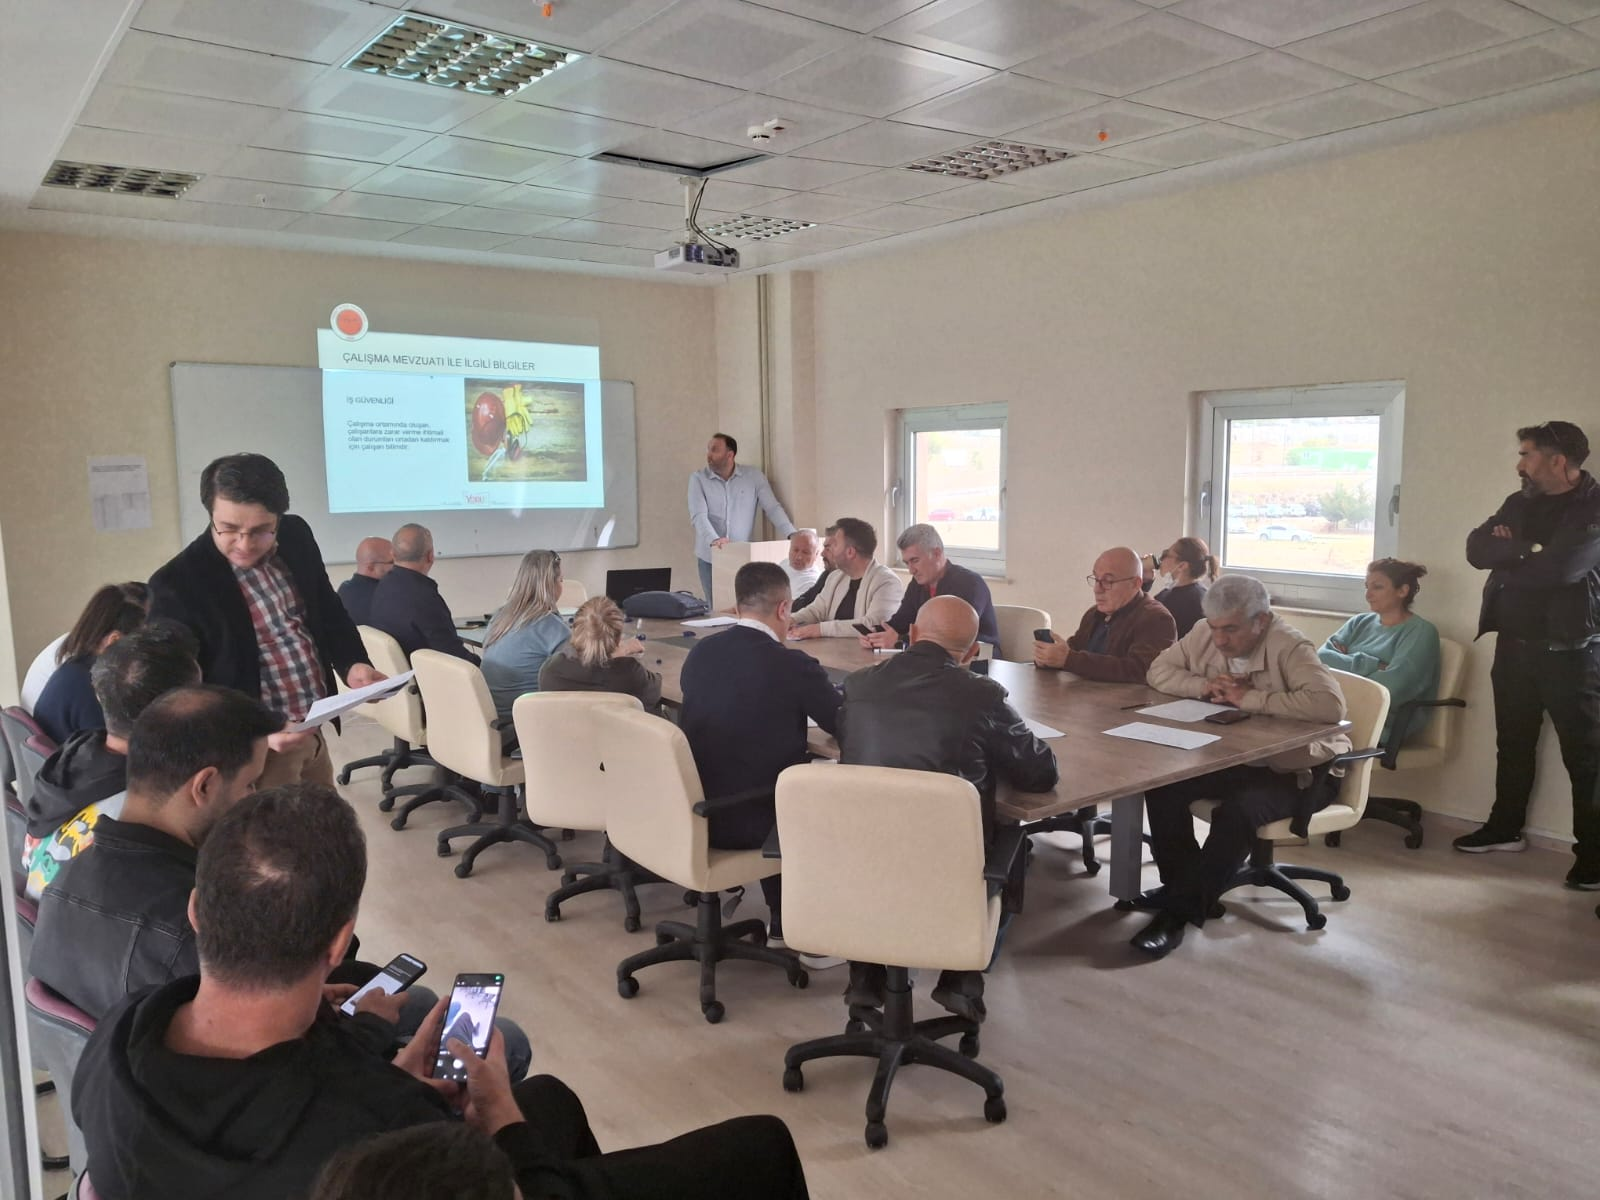 ÇALIŞMA MEVZUATI İLE İLGİLİ BİLGİLER
İŞ GÜVENLİĞİ
Çalışma ortamında oluşan,
çalışanlara zarar verme ihtimali
olan durumları ortadan kaldırmak
için çalışan bilimdir.